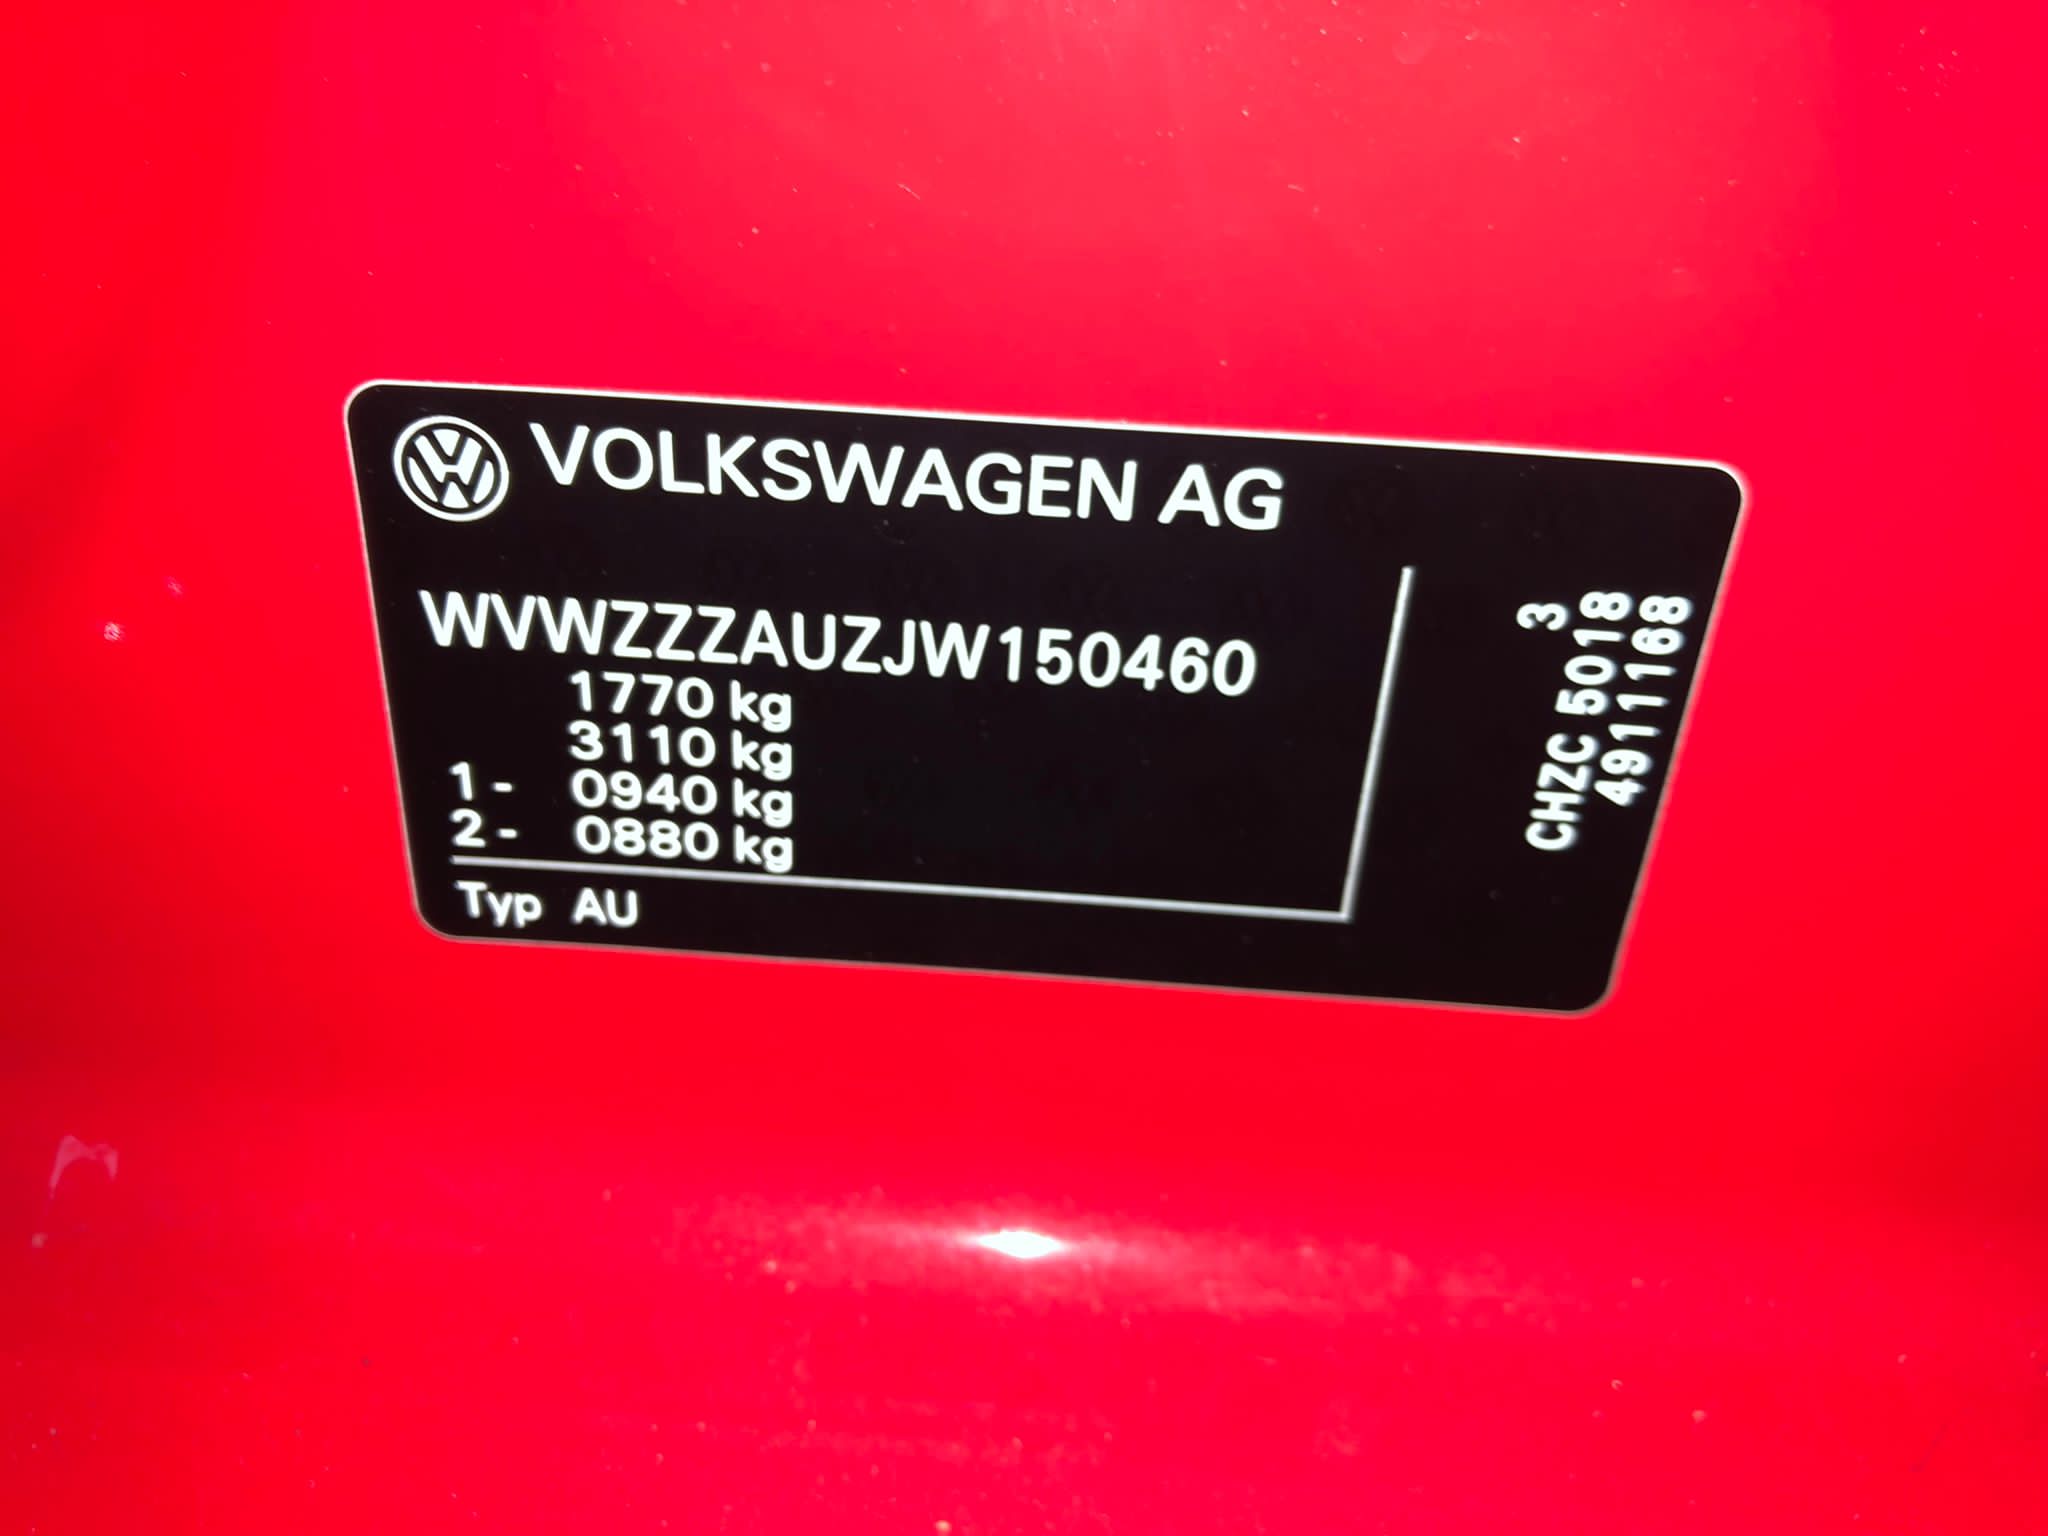 VOLKSWAGEN AG
WVWZZZAUZJW150460
1770 kg
3110 kg
1- 0940 kg
2- 0880 kg
Typ AU
3
CHZC 5018
4911168